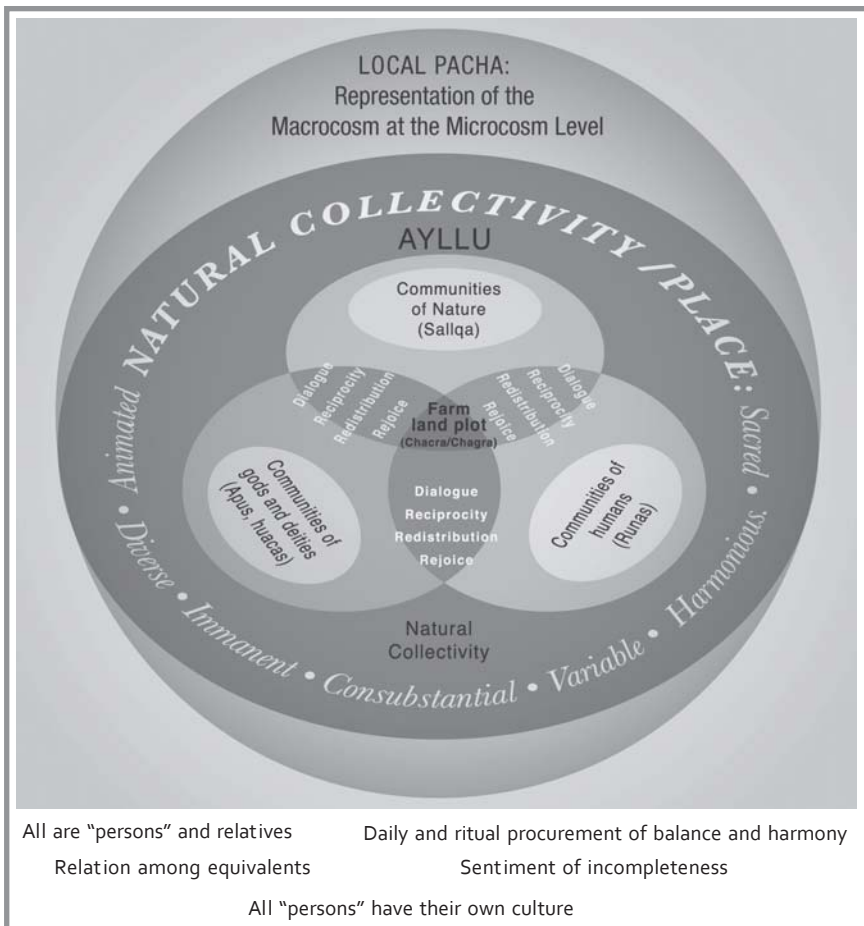 LOCAL PACHA:
Representation of the
Macrocosm at the Microcosm Level
NATURAL COLLECTIVITY / PLACE:
AYLLU
Communities
of Nature
(Sallqa)
Dialogue
Reciprocity
Redistribution
Rejoice
Dialogue
Reciprocity
Redistribution
Rejoice
Farm
land plot
(Chacra/Chagra)
Communities of
gods and deities
(Apus, huacas)
Dialogue
Reciprocity
Redistribution
Rejoice
Communities of
humans
(Runas)
Natural
Collectivity
Sacred • Harmonious • Variable • Consubstantial • Immanent • Diverse • Animated
All are “persons” and relatives
Daily and ritual procurement of balance and harmony
Relation among equivalents
Sentiment of incompleteness
All “persons” have their own culture